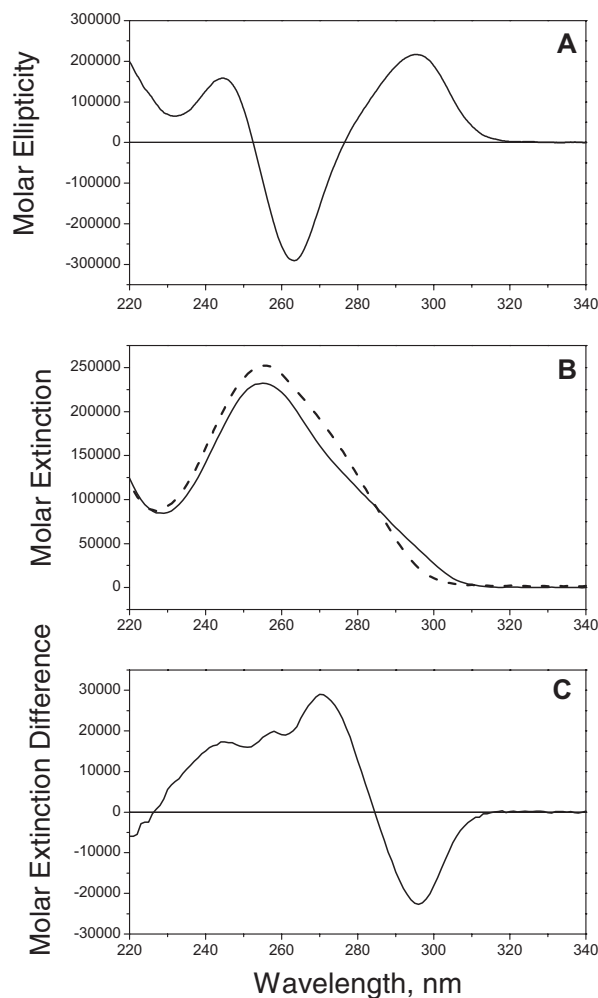 A
Molar Ellipticity
300000
200000
100000
0
-100000
-200000
-300000
220 240 260 280 300 320 340
B
Molar Extinction
250000
200000
150000
100000
50000
0
220 240 260 280 300 320 340
C
Molar Extinction Difference
30000
20000
10000
0
-10000
-20000
-30000
220 240 260 280 300 320 340
Wavelength, nm